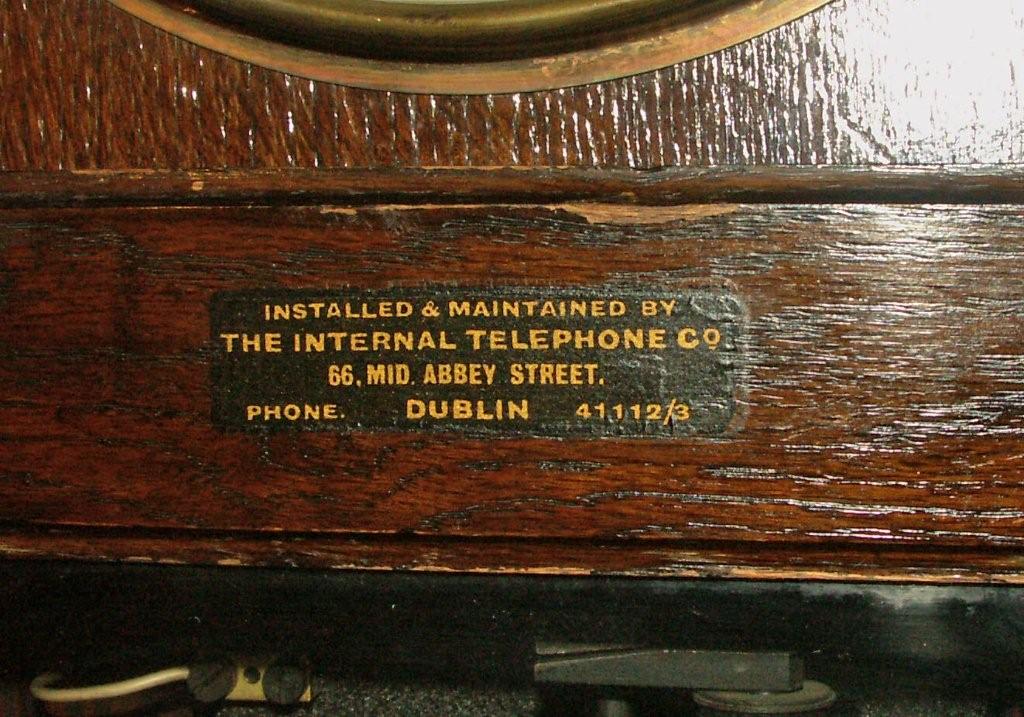 INSTALLED & MAINTAINED BY
THE INTERNAL TELEPHONE CO
66, MID. ABBEY STREET.
PHONE. DUBLIN 41112/3